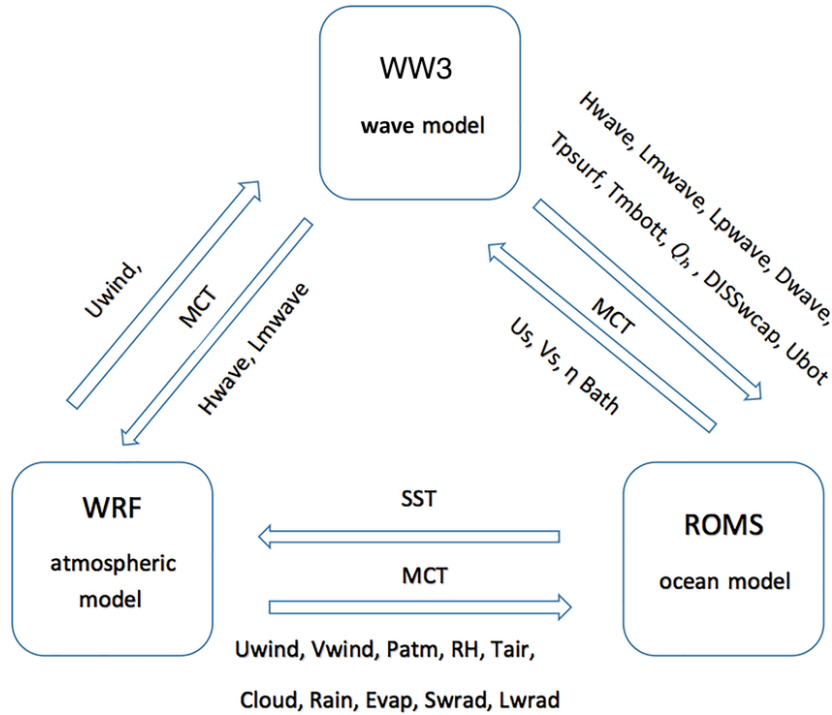 WW3
wave model
Hwave, Lmwave, Lpwave, Dwave,
Tpsurf, Tmbott, Qh , DISSwcap, Ubot
MCT
Us, Vs, η Bath
Uwind,
MCT
Hwave, Lmwave
WRF
atmospheric
model
SST
MCT
Uwind, Vwind, Patm, RH, Tair,
Cloud, Rain, Evap, Swrad, Lwrad
ROMS
ocean model